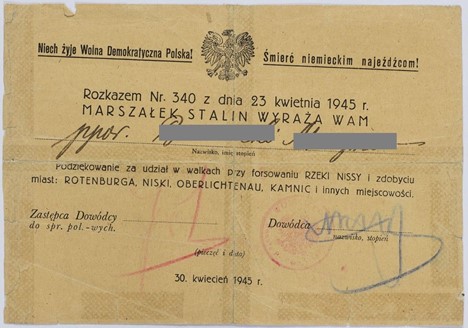 Niech żyje Wolna Demokratyczna Polska!
Śmierć niemieckim najeźdźcom!
Rozkazem Nr. 340 z dnia 23 kwietnia 1945 r.
MARSZAŁEK STALIN WYRAŻA WAM
ppor.
Nazwisko, imię stopień
Podziękowanie za udział w walkach przy forsowaniu RZEKI NISSY i zdobyciu
miast: ROTENBURGA, NISKI, OBERLICHTENAU, KAMNIC i innych miejscowości.
Zastępca Dowódcy
do spr. pol.-wych.
Dowódca
nazwisko, stopień
(pieczęć i data)
30. kwiecień 1945 r.